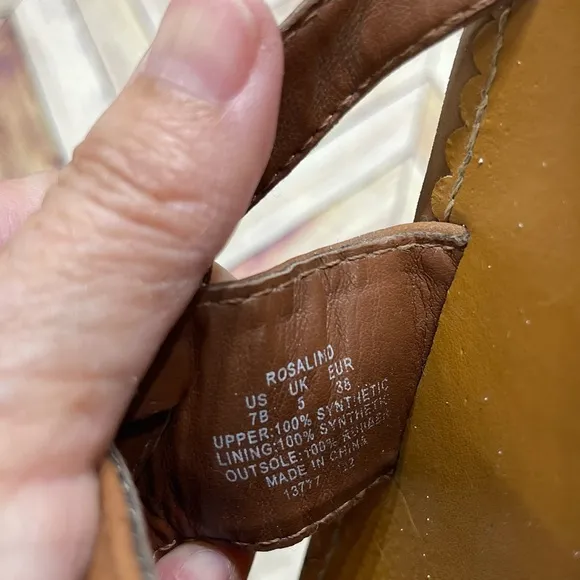 ROSALIND
US UK EUR
7B 5 38
UPPER:100% SYNTHETIC
LINING:100% SYNTHETIC
OUTSOLE:100% RUBBER
MADE IN CHINA
13777